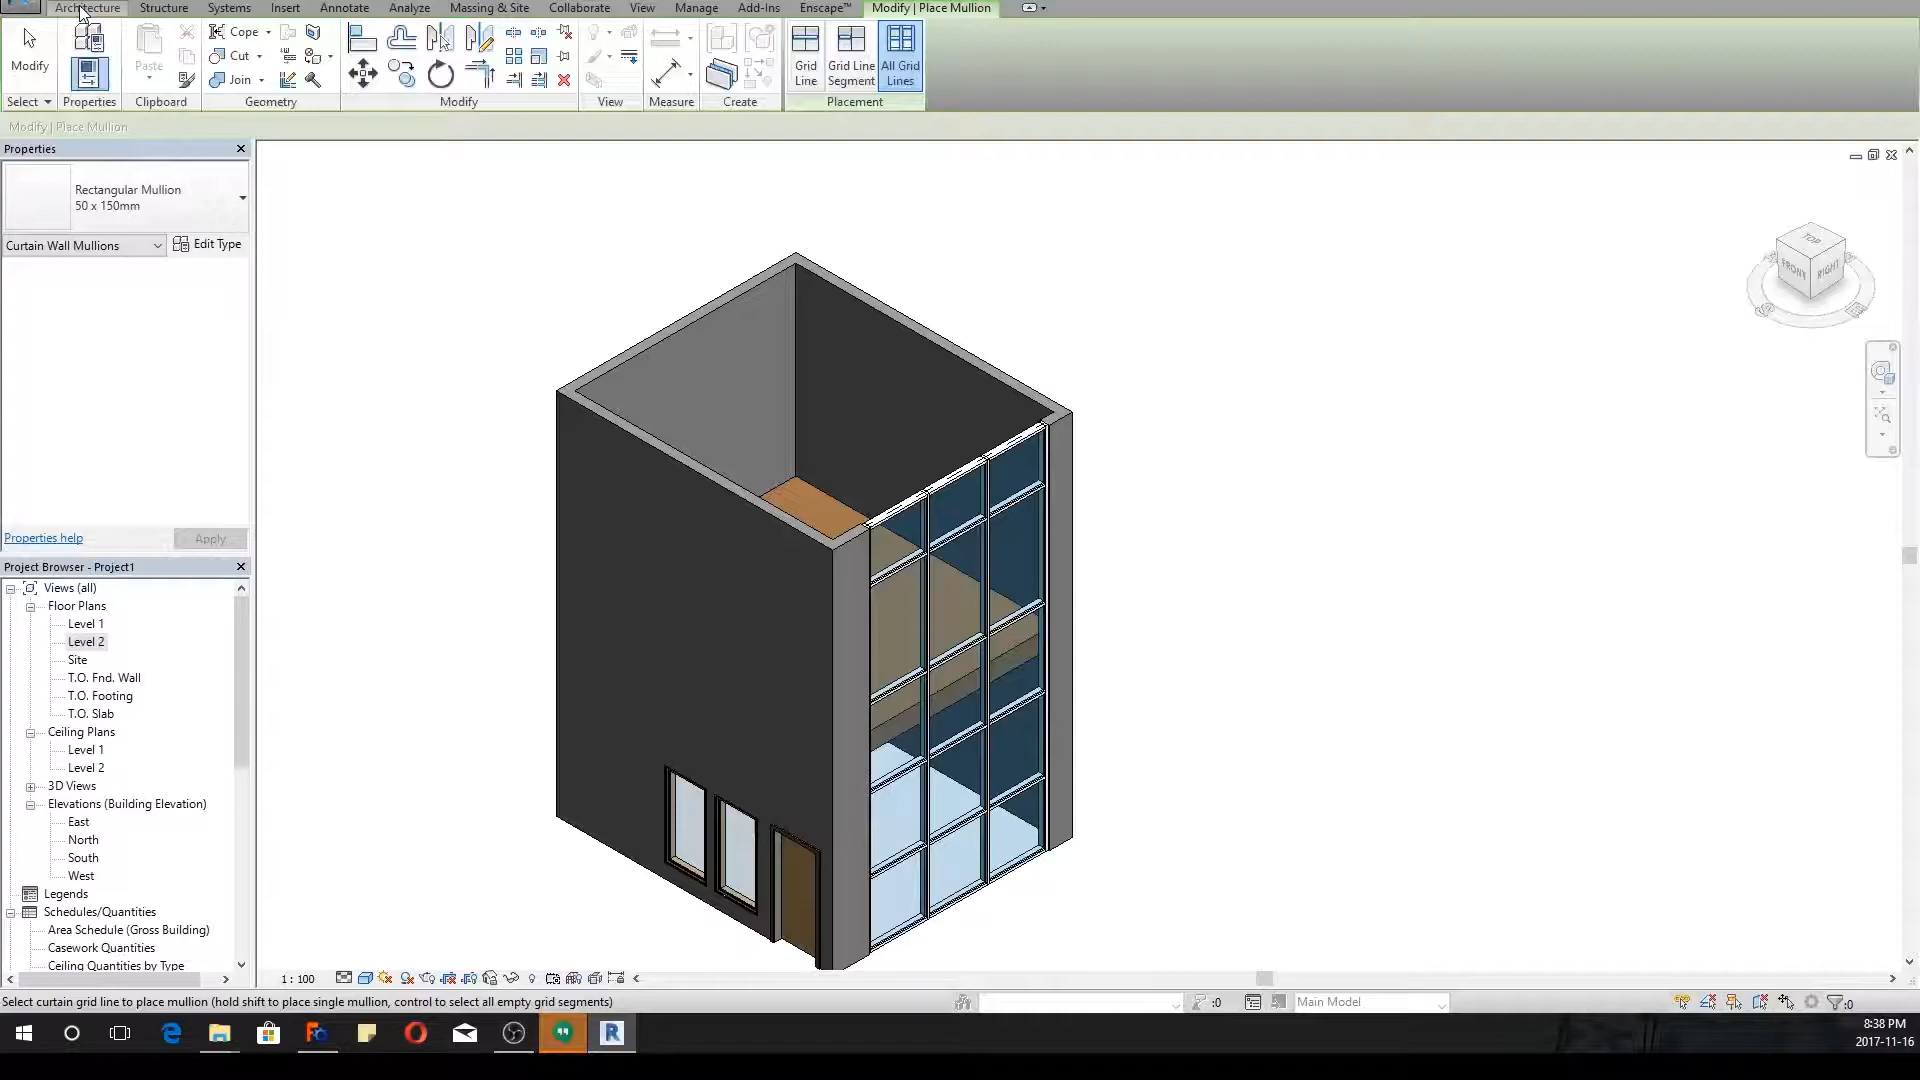 Architecture Structure Systems Insert Annotate Analyze Massing & Site Collaborate View Manage Add-Ins Enscape™ Modify | Place Mullion
Modify Paste Cope Cut Join Grid Line Grid Line Segment All Grid Lines
Select Properties Clipboard Geometry Modify View Measure Create Placement
Modify | Place Mullion
Properties
Rectangular Mullion
50 x 150mm
Curtain Wall Mullions Edit Type
Properties help Apply
Project Browser - Project1
Views (all)
Floor Plans
Level 1
Level 2
Site
T.O. Fnd. Wall
T.O. Footing
T.O. Slab
Ceiling Plans
Level 1
Level 2
3D Views
Elevations (Building Elevation)
East
North
South
West
Legends
Schedules/Quantities
Area Schedule (Gross Building)
Casework Quantities
Ceiling Quantities by Type
TOP
FRONT RIGHT
1 : 100
Select curtain grid line to place mullion (hold shift to place single mullion, control to select all empty grid segments) :0 Main Model :0
8:38 PM
2017-11-16